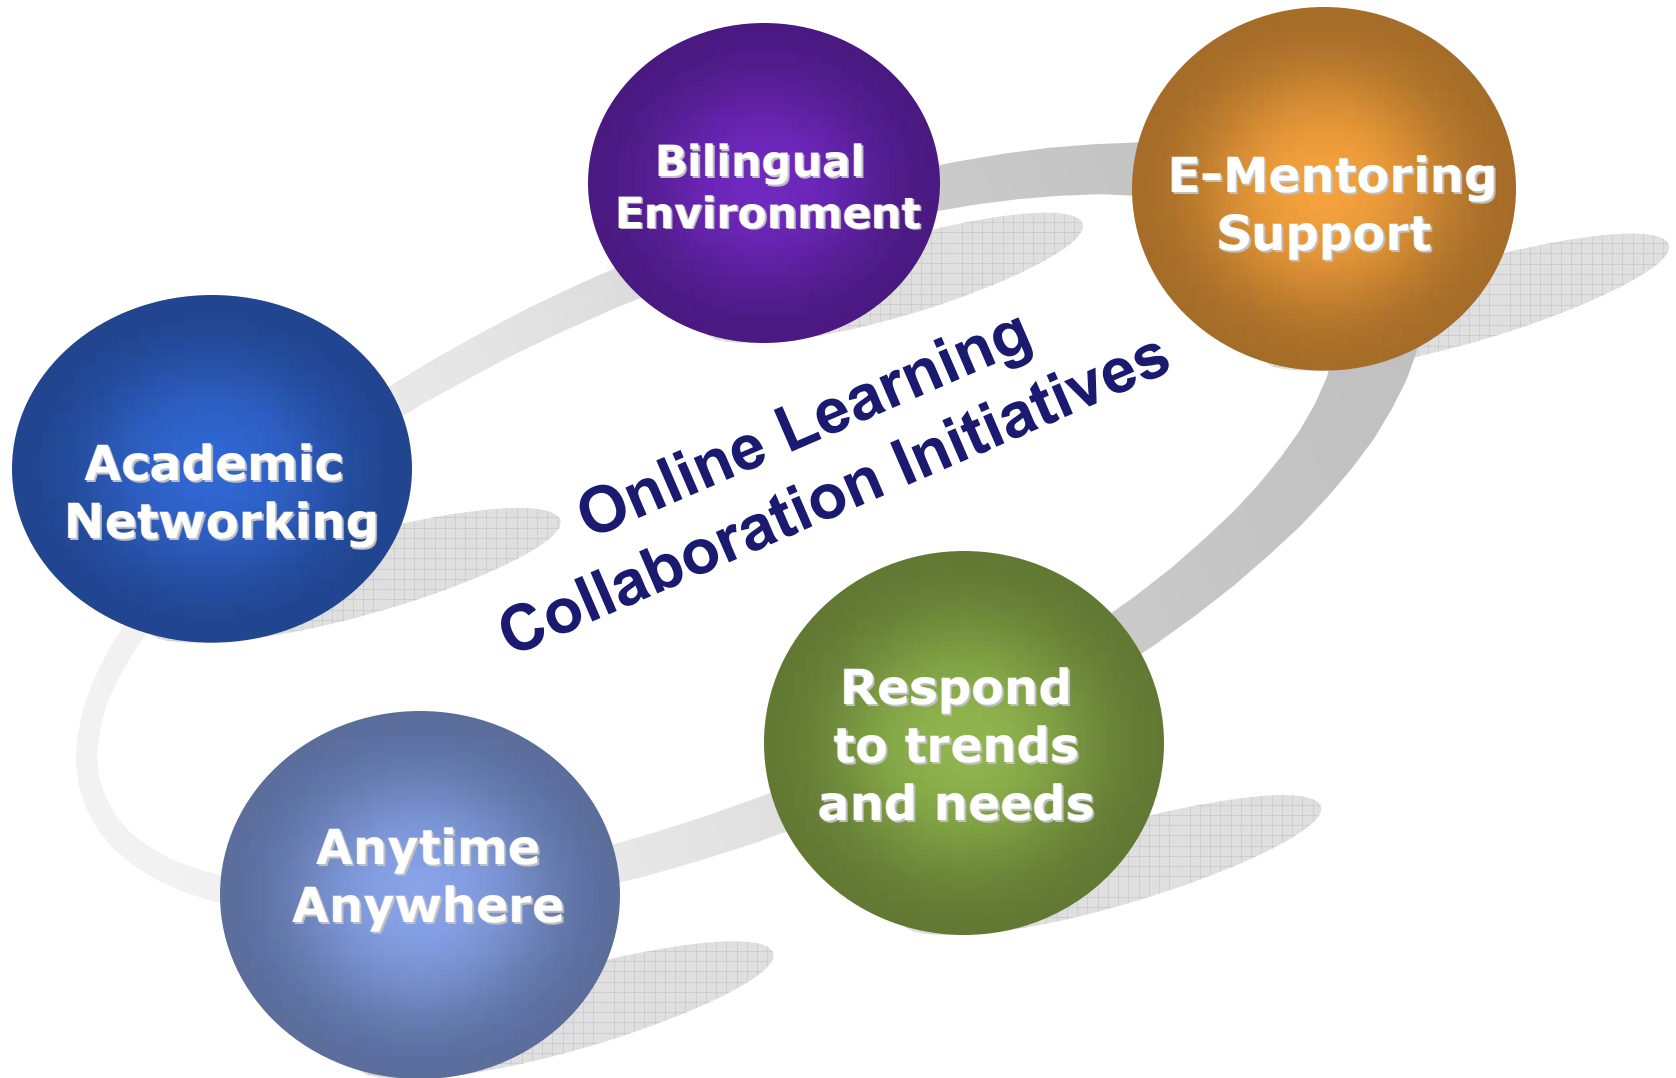 Bilingual
Environment
E-Mentoring
Support
Academic
Networking
Online Learning
Collaboration Initiatives
Respond
to trends
and needs
Anytime
Anywhere